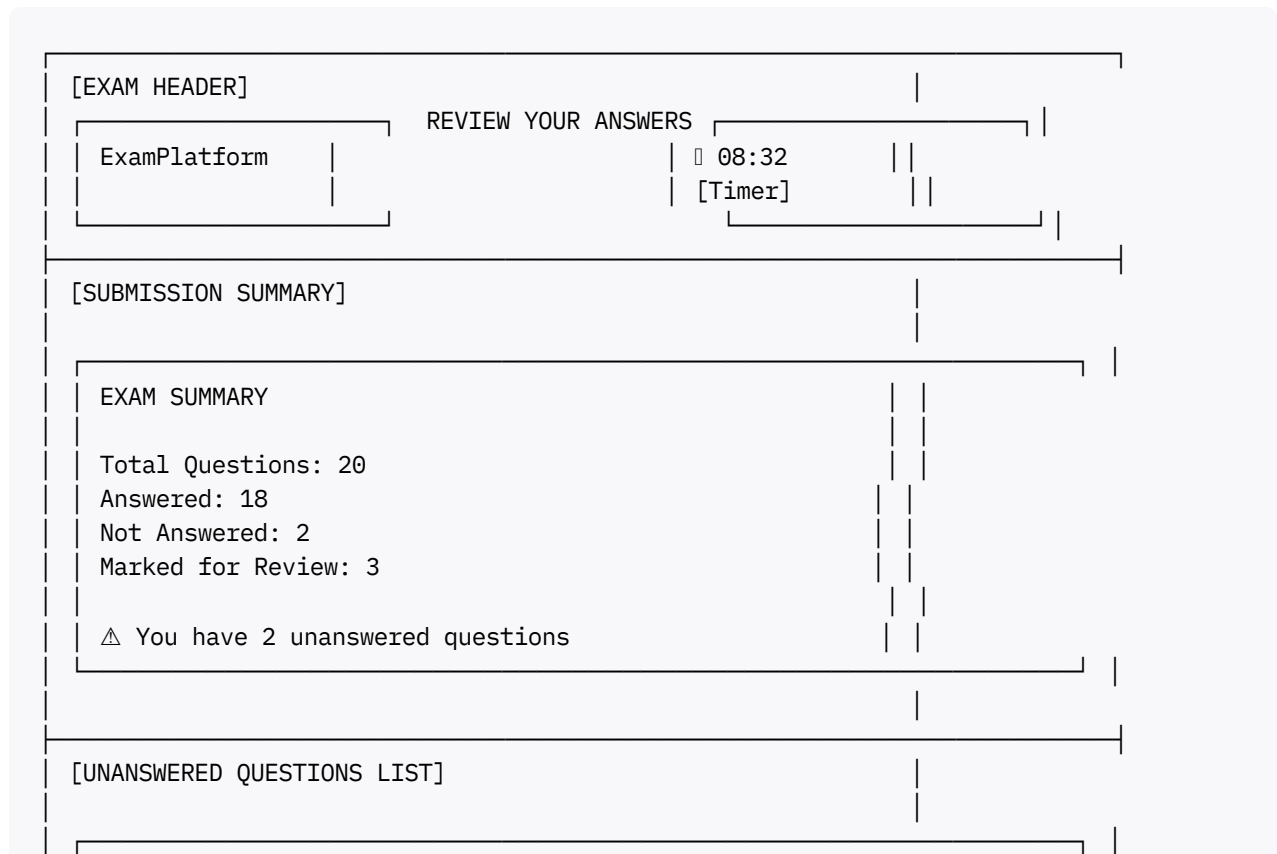 [EXAM HEADER]
REVIEW YOUR ANSWERS
ExamPlatform 08:32
[Timer]
[SUBMISSION SUMMARY]
EXAM SUMMARY
Total Questions: 20
Answered: 18
Not Answered: 2
Marked for Review: 3
⚠ You have 2 unanswered questions
[UNANSWERED QUESTIONS LIST]